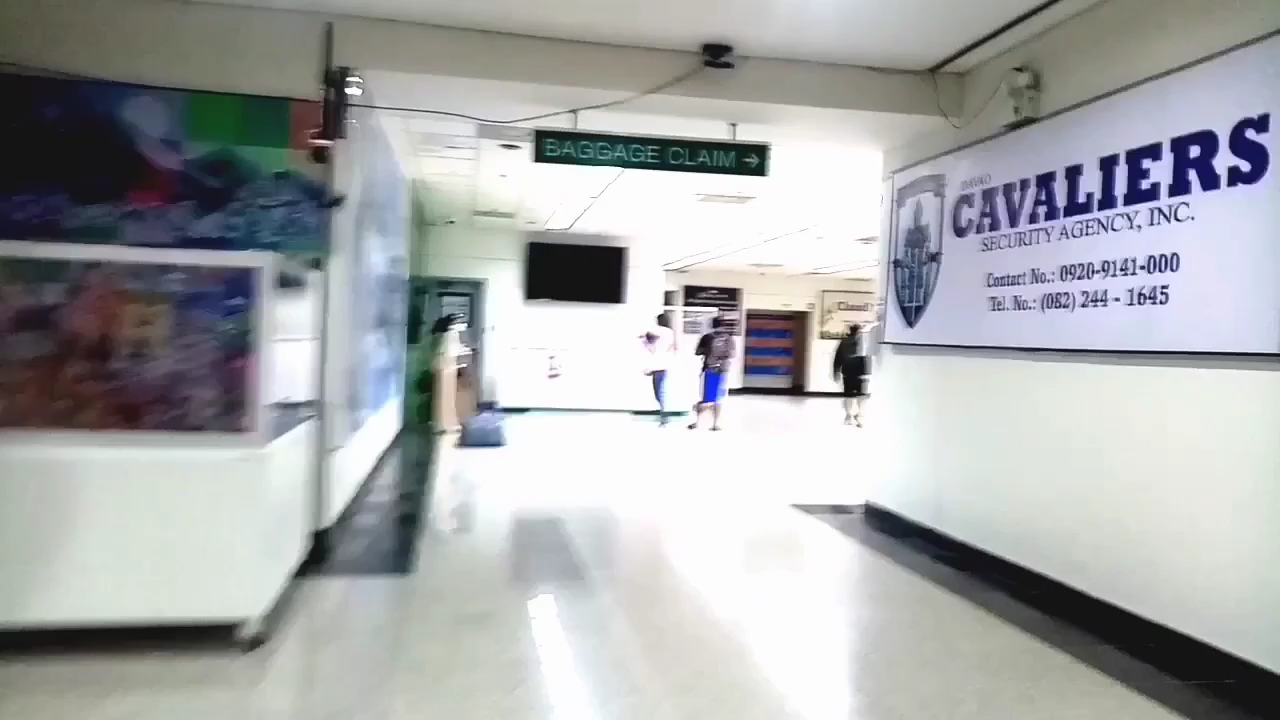 BAGGAGE CLAIM →
DAVAO
CAVALIERS
SECURITY AGENCY, INC.
Contact No.: 0920-9141-000
Tel. No.: (082) 244 - 1645